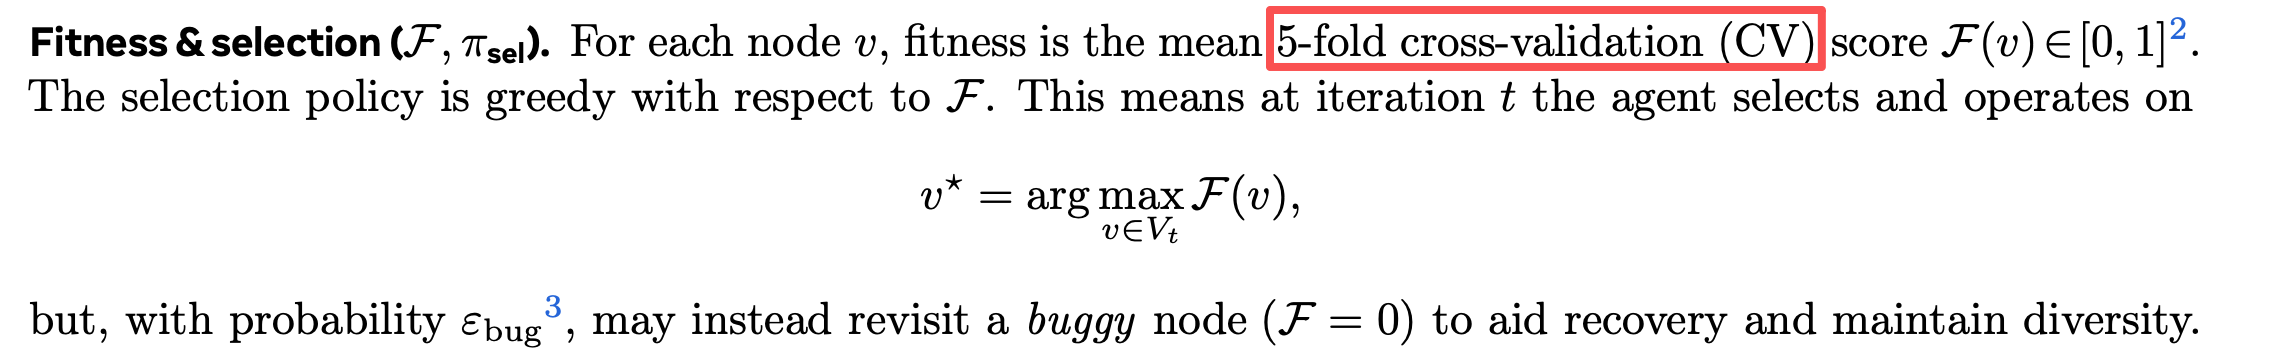 Fitness & selection (ℱ, π_sel). For each node v, fitness is the mean 5-fold cross-validation (CV) score ℱ(v) ∈ [0, 1]².
The selection policy is greedy with respect to ℱ. This means at iteration t the agent selects and operates on
v⋆ = arg max ℱ(v),
v∈V_t
but, with probability ε_bug³, may instead revisit a buggy node (ℱ = 0) to aid recovery and maintain diversity.